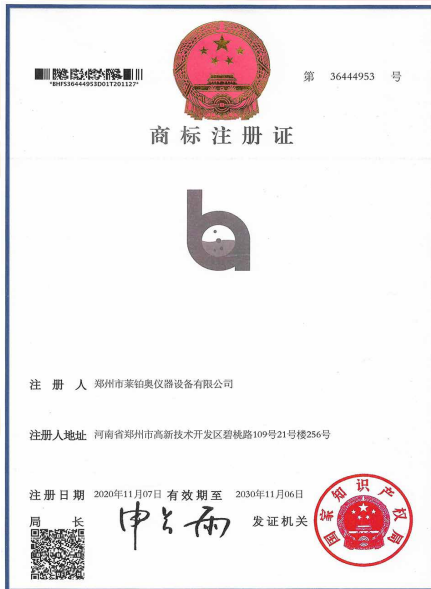 *BHFS36444953D01T201127*
第 36444953 号
商标注册证
ba
注册人 郑州市莱铂奥仪器设备有限公司
注册人地址 河南省郑州市高新技术开发区碧桃路109号21号楼256号
注册日期 2020年11月07日 有效期至 2030年11月06日
局长 申长雨 发证机关
国家知识产权局